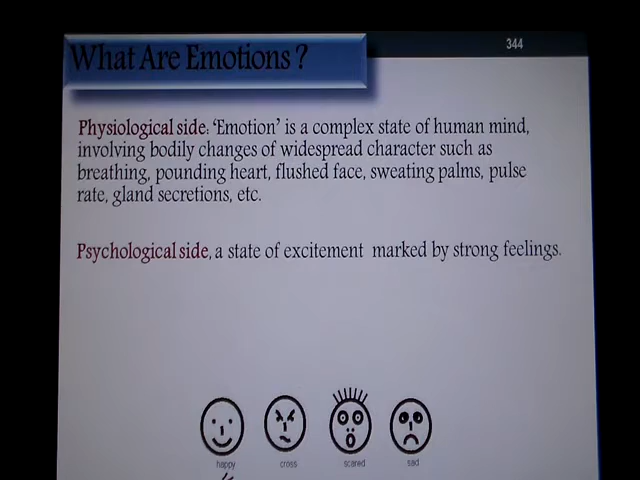 What Are Emotions ?
344
Physiological side: 'Emotion' is a complex state of human mind,
involving bodily changes of widespread character such as
breathing, pounding heart, flushed face, sweating palms, pulse
rate, gland secretions, etc.
Psychological side, a state of excitement marked by strong feelings.
happy cross scared sad